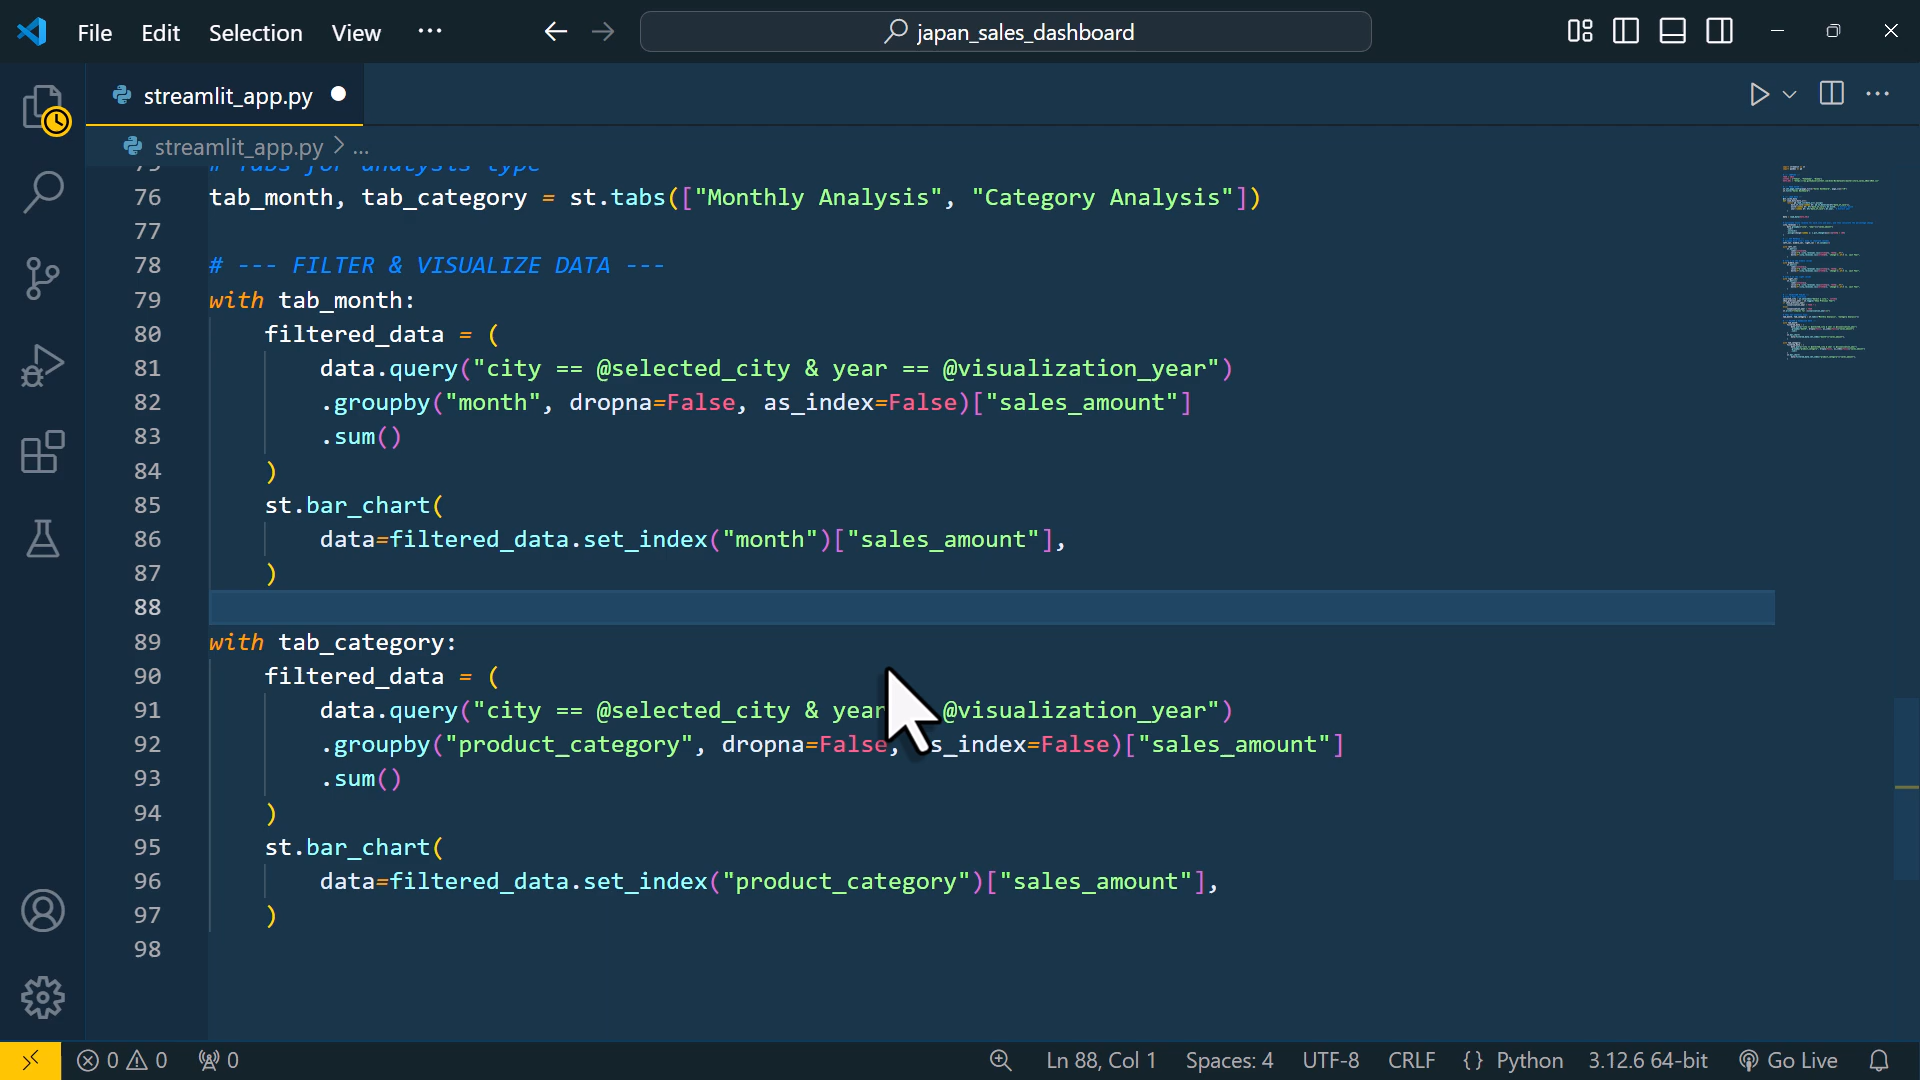 File Edit Selection View ··· japan_sales_dashboard
streamlit_app.py
streamlit_app.py > ...
75 # Tabs for analysis type
76 tab_month, tab_category = st.tabs(["Monthly Analysis", "Category Analysis"])
77
78 # --- FILTER & VISUALIZE DATA ---
79 with tab_month:
80 filtered_data = (
81 data.query("city == @selected_city & year == @visualization_year")
82 .groupby("month", dropna=False, as_index=False)["sales_amount"]
83 .sum()
84 )
85 st.bar_chart(
86 data=filtered_data.set_index("month")["sales_amount"],
87 )
88
89 with tab_category:
90 filtered_data = (
91 data.query("city == @selected_city & year @visualization_year")
92 .groupby("product_category", dropna=False, s_index=False)["sales_amount"]
93 .sum()
94 )
95 st.bar_chart(
96 data=filtered_data.set_index("product_category")["sales_amount"],
97 )
98
0 0 0 Ln 88, Col 1 Spaces: 4 UTF-8 CRLF {} Python 3.12.6 64-bit Go Live